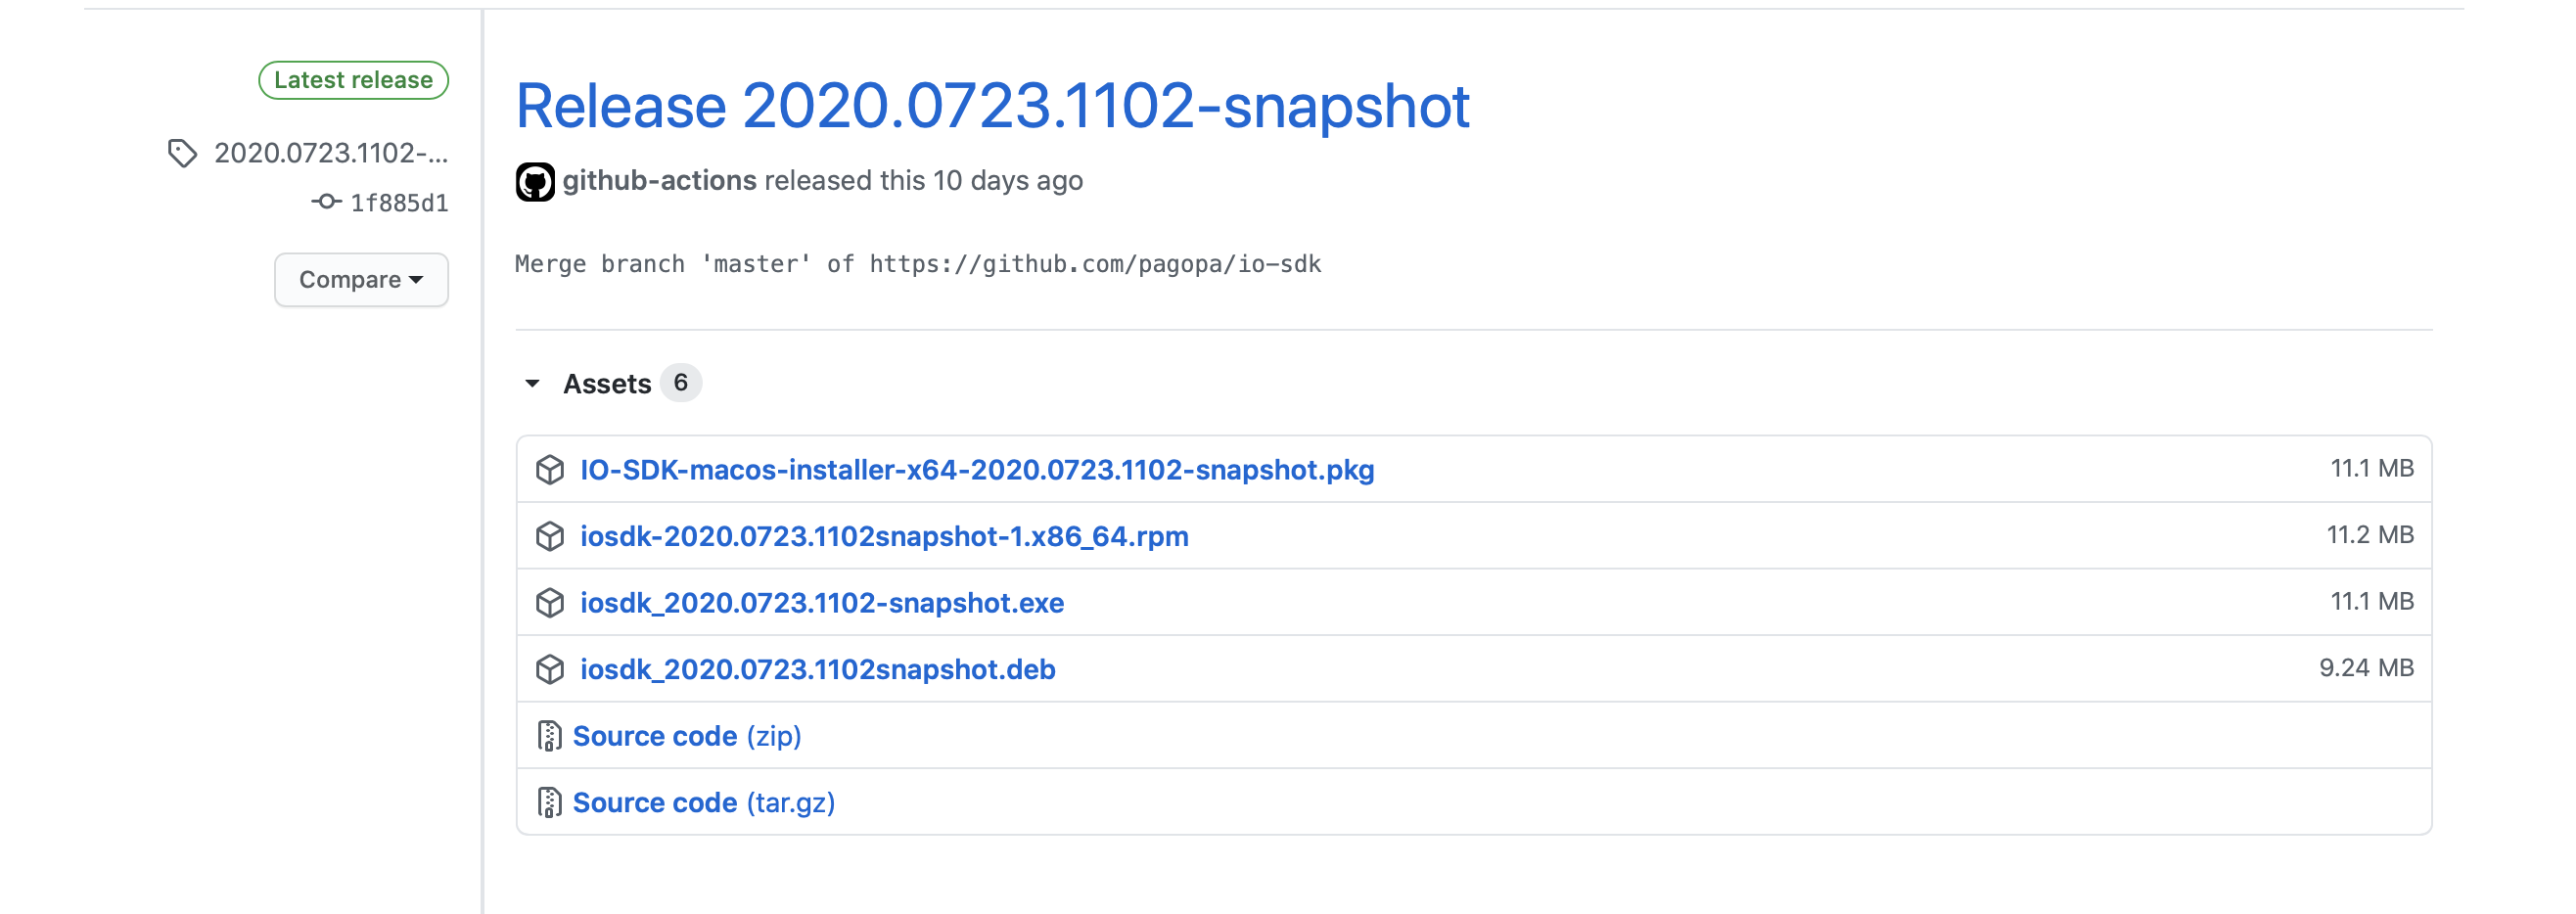 Latest release
2020.0723.1102-...
1f885d1
Compare
Release 2020.0723.1102-snapshot
github-actions released this 10 days ago
Merge branch 'master' of https://github.com/pagopa/io-sdk
Assets 6
IO-SDK-macos-installer-x64-2020.0723.1102-snapshot.pkg 11.1 MB
iosdk-2020.0723.1102snapshot-1.x86_64.rpm 11.2 MB
iosdk_2020.0723.1102-snapshot.exe 11.1 MB
iosdk_2020.0723.1102snapshot.deb 9.24 MB
Source code (zip)
Source code (tar.gz)